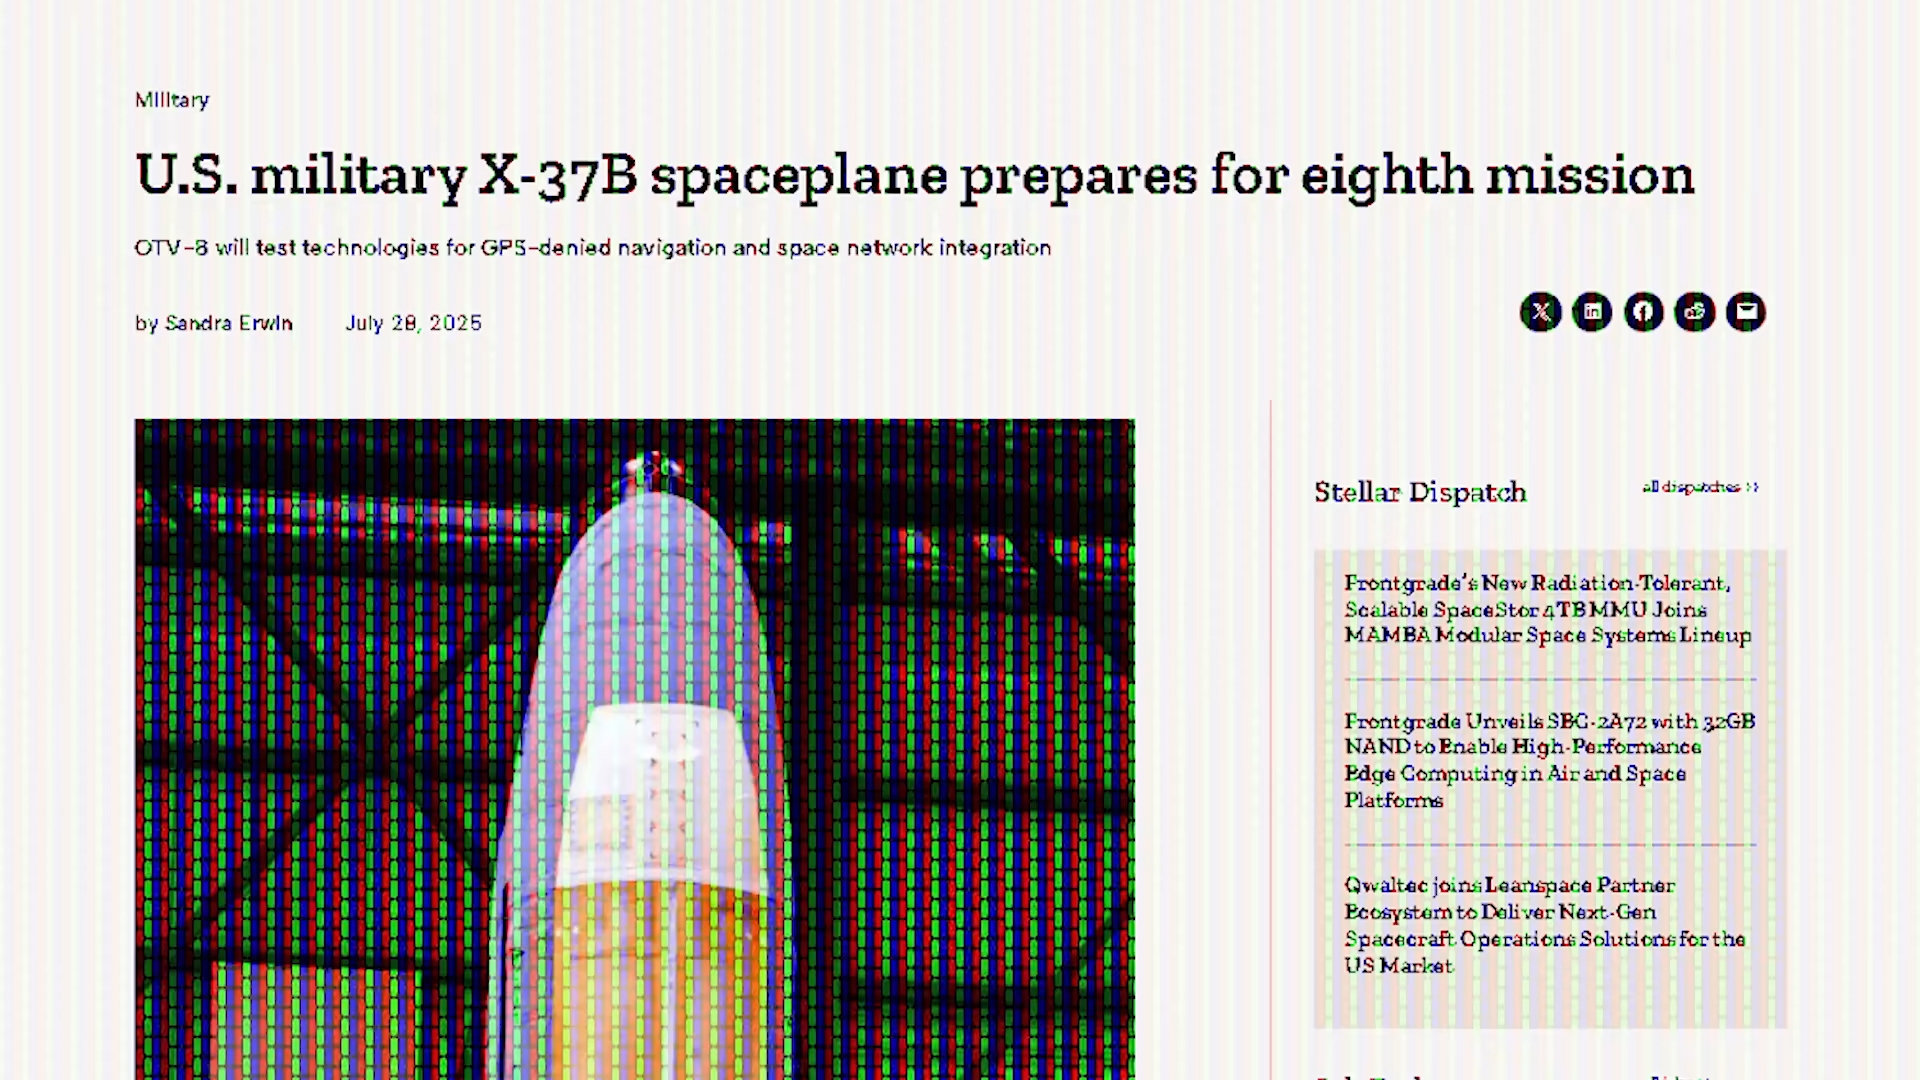 Military
U.S. military X-37B spaceplane prepares for eighth mission
OTV-8 will test technologies for GPS-denied navigation and space network integration
by Sandra Erwin July 28, 2025
Stellar Dispatch all dispatches >>
Frontgrade's New Radiation-Tolerant,
Scalable SpaceStor 4TB MMU Joins
MAMBA Modular Space Systems Lineup
Frontgrade Unveils SBC-2A72 with 32GB
NAND to Enable High-Performance
Edge Computing in Air and Space
Platforms
Qwaltec joins Leanspace Partner
Ecosystem to Deliver Next-Gen
Spacecraft Operations Solutions for the
US Market